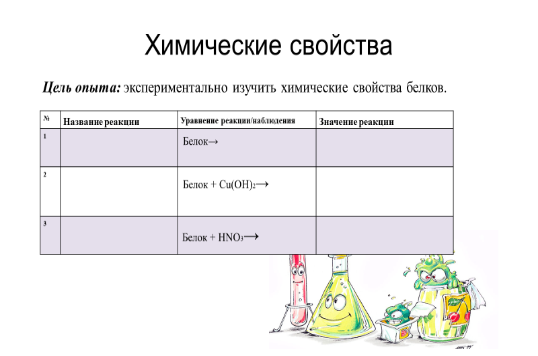 Химические свойства
Цель опыта: экспериментально изучить химические свойства белков.
№ Название реакции Уравнение реакции/наблюдения Значение реакции
1 Белок→
2 Белок + Cu(OH)₂→
3 Белок + HNO₃→